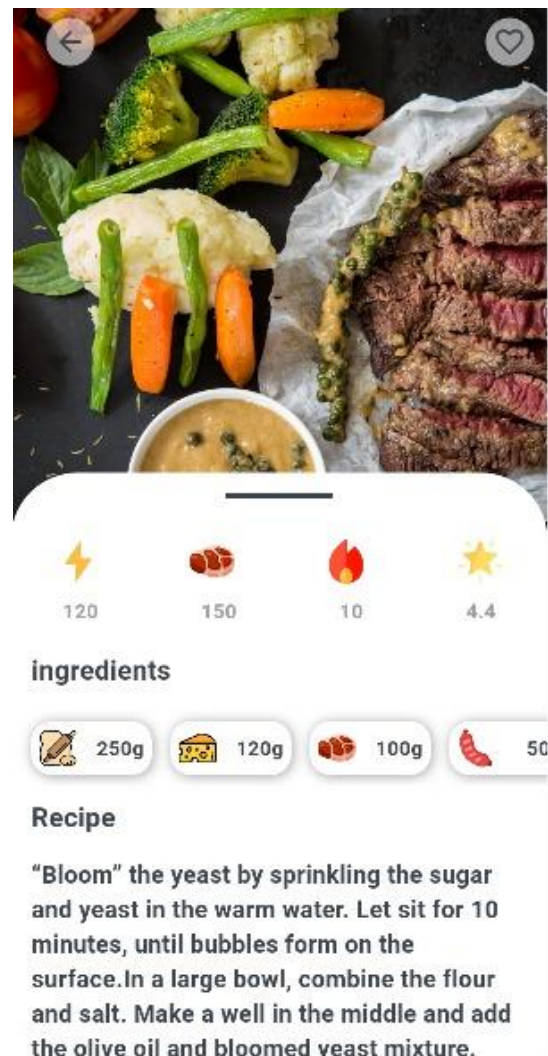 120 150 10 4.4
ingredients
250g 120g 100g 50
Recipe
“Bloom” the yeast by sprinkling the sugar
and yeast in the warm water. Let sit for 10
minutes, until bubbles form on the
surface.In a large bowl, combine the flour
and salt. Make a well in the middle and add
the olive oil and bloomed yeast mixture.